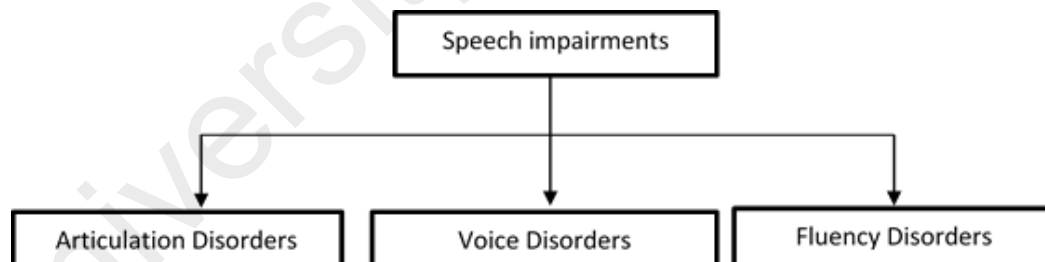 Speech impairments
Articulation Disorders
Voice Disorders
Fluency Disorders